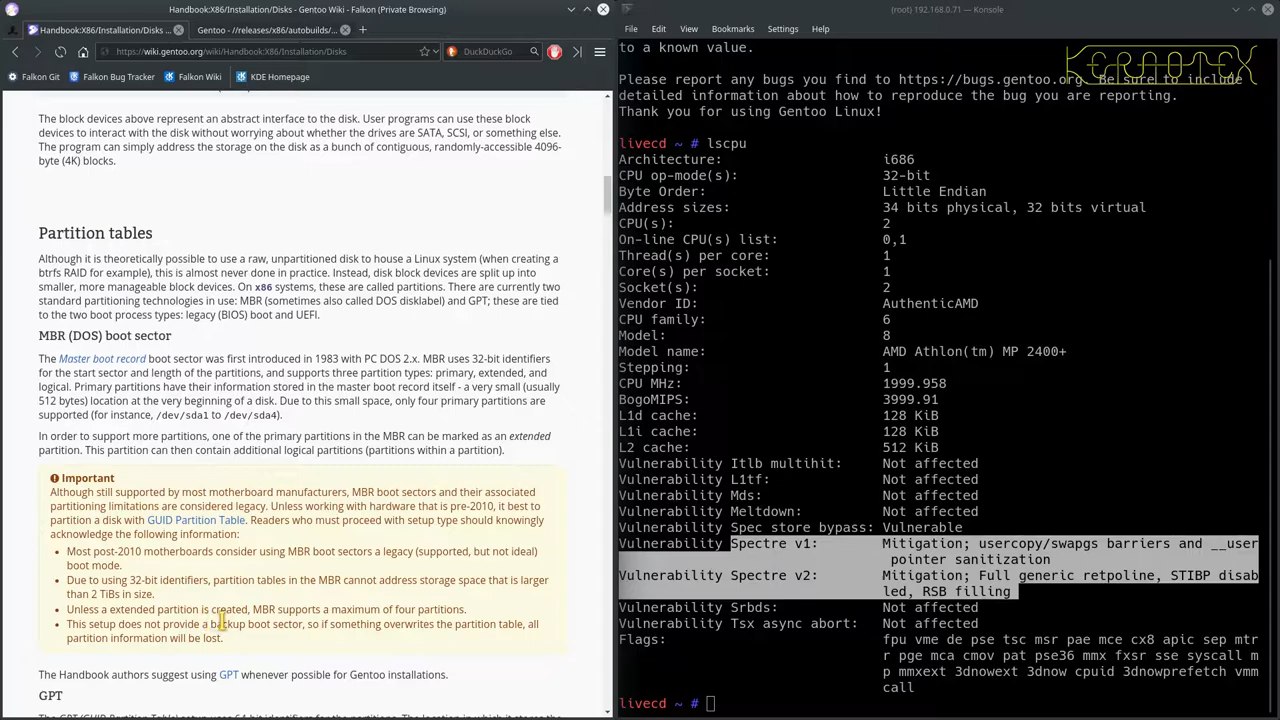 Handbook:X86/Installation/Disks - Gentoo Wiki - Falkon (Private Browsing)
Handbook:X86/Installation/Disks ...
Gentoo - //releases/x86/autobuilds/...
https://wiki.gentoo.org/wiki/Handbook:X86/Installation/Disks
DuckDuckGo
Falkon Git
Falkon Bug Tracker
Falkon Wiki
KDE Homepage
The block devices above represent an abstract interface to the disk. User programs can use these block
devices to interact with the disk without worrying about whether the drives are SATA, SCSI, or something else.
The program can simply address the storage on the disk as a bunch of contiguous, randomly-accessible 4096-
byte (4K) blocks.
Partition tables
Although it is theoretically possible to use a raw, unpartitioned disk to house a Linux system (when creating a
btrfs RAID for example), this is almost never done in practice. Instead, disk block devices are split up into
smaller, more manageable block devices. On x86 systems, these are called partitions. There are currently two
standard partitioning technologies in use: MBR (sometimes also called DOS disklabel) and GPT; these are tied
to the two boot process types: legacy (BIOS) boot and UEFI.
MBR (DOS) boot sector
The Master boot record boot sector was first introduced in 1983 with PC DOS 2.x. MBR uses 32-bit identifiers
for the start sector and length of the partitions, and supports three partition types: primary, extended, and
logical. Primary partitions have their information stored in the master boot record itself - a very small (usually
512 bytes) location at the very beginning of a disk. Due to this small space, only four primary partitions are
supported (for instance, /dev/sda1 to /dev/sda4).
In order to support more partitions, one of the primary partitions in the MBR can be marked as an extended
partition. This partition can then contain additional logical partitions (partitions within a partition).
Important
Although still supported by most motherboard manufacturers, MBR boot sectors and their associated
partitioning limitations are considered legacy. Unless working with hardware that is pre-2010, it best to
partition a disk with GUID Partition Table. Readers who must proceed with setup type should knowingly
acknowledge the following information:
• Most post-2010 motherboards consider using MBR boot sectors a legacy (supported, but not ideal)
boot mode.
• Due to using 32-bit identifiers, partition tables in the MBR cannot address storage space that is larger
than 2 TiBs in size.
• Unless a extended partition is created, MBR supports a maximum of four partitions.
• This setup does not provide a backup boot sector, so if something overwrites the partition table, all
partition information will be lost.
The Handbook authors suggest using GPT whenever possible for Gentoo installations.
GPT
(root) 192.168.0.71 — Konsole
File Edit View Bookmarks Settings Help
KERNOTEX
to a known value.
Please report any bugs you find to https://bugs.gentoo.org. Be sure to include
detailed information about how to reproduce the bug you are reporting.
Thank you for using Gentoo Linux!
livecd ~ # lscpu
Architecture: i686
CPU op-mode(s): 32-bit
Byte Order: Little Endian
Address sizes: 34 bits physical, 32 bits virtual
CPU(s): 2
On-line CPU(s) list: 0,1
Thread(s) per core: 1
Core(s) per socket: 1
Socket(s): 2
Vendor ID: AuthenticAMD
CPU family: 6
Model: 8
Model name: AMD Athlon(tm) MP 2400+
Stepping: 1
CPU MHz: 1999.958
BogoMIPS: 3999.91
L1d cache: 128 KiB
L1i cache: 128 KiB
L2 cache: 512 KiB
Vulnerability Itlb multihit: Not affected
Vulnerability L1tf: Not affected
Vulnerability Mds: Not affected
Vulnerability Meltdown: Not affected
Vulnerability Spec store bypass: Vulnerable
Vulnerability Spectre v1: Mitigation; usercopy/swapgs barriers and __user
pointer sanitization
Vulnerability Spectre v2: Mitigation; Full generic retpoline, STIBP disab
led, RSB filling
Vulnerability Srbds: Not affected
Vulnerability Tsx async abort: Not affected
Flags: fpu vme de pse tsc msr pae mce cx8 apic sep mtr
r pge mca cmov pat pse36 mmx fxsr sse syscall m
p mmxext 3dnowext 3dnow cpuid 3dnowprefetch vmm
call
livecd ~ #